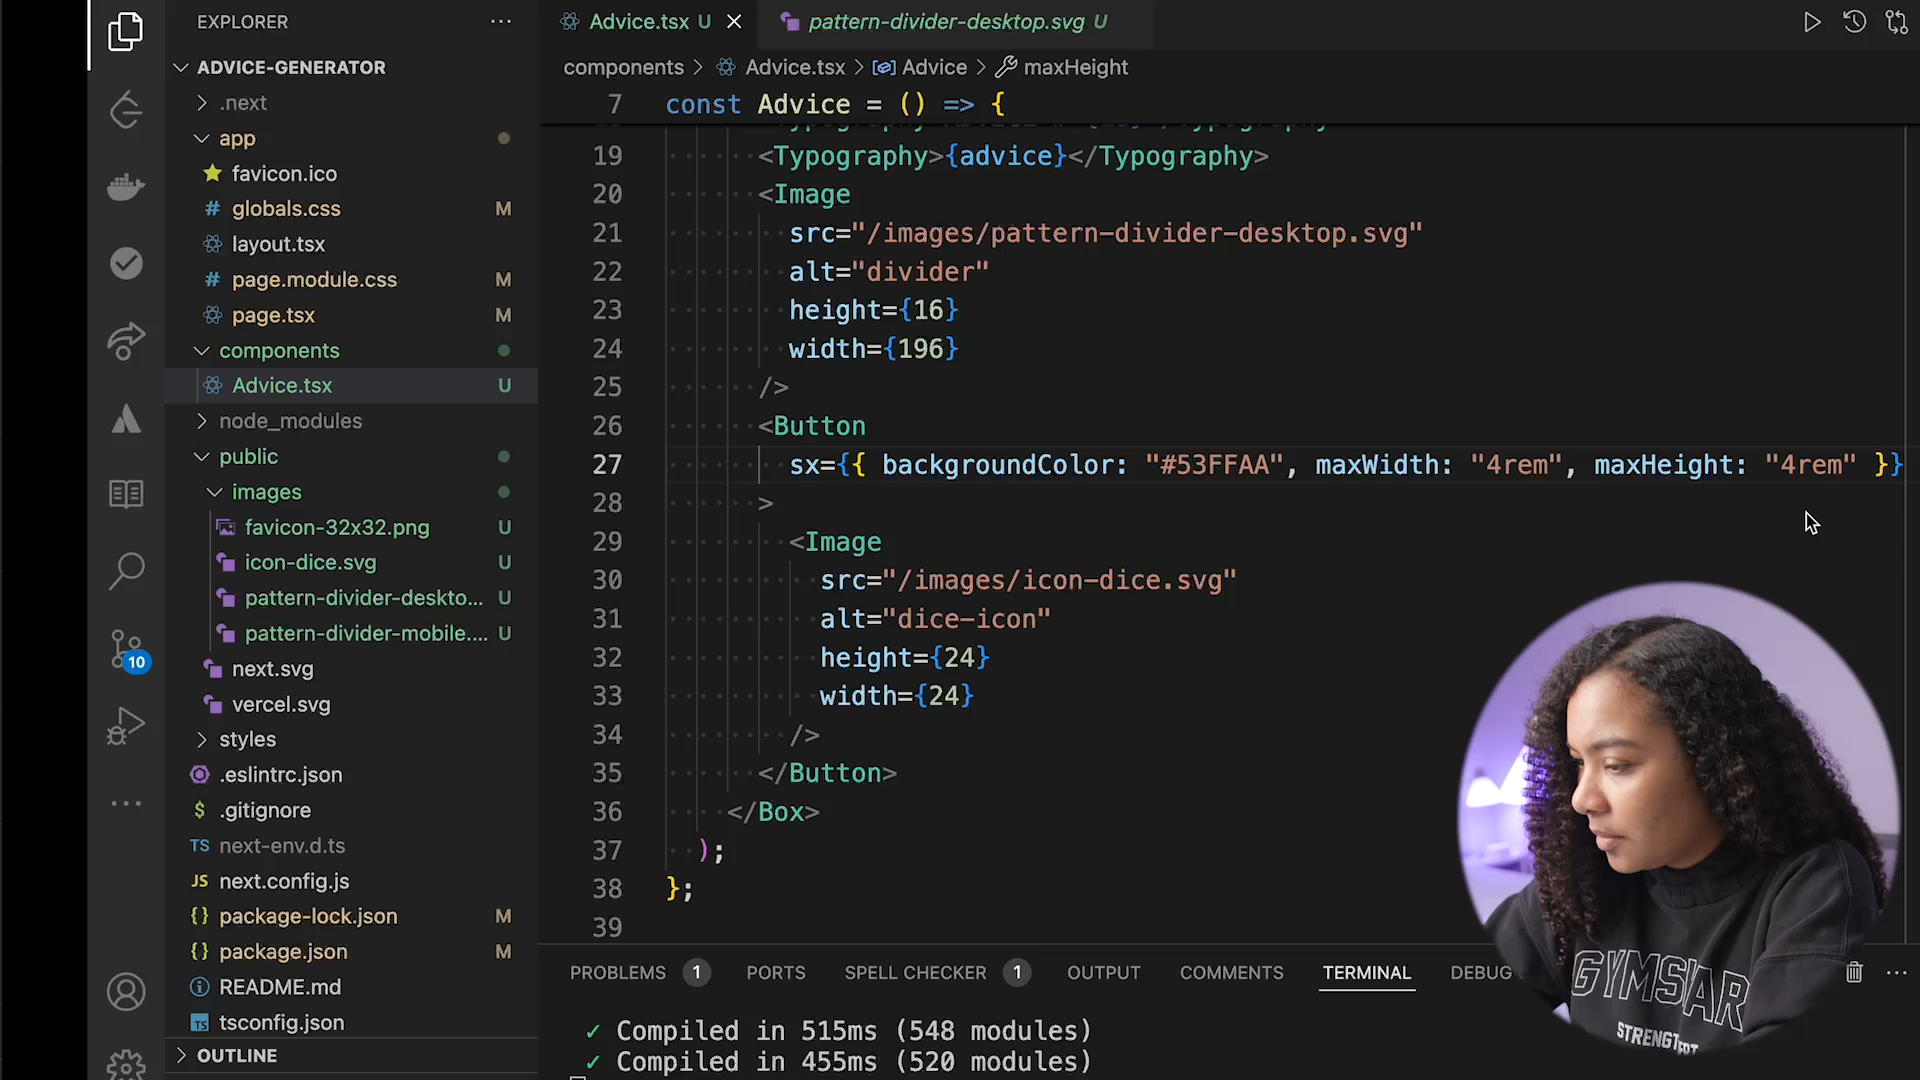 EXPLORER
ADVICE-GENERATOR
.next
app
favicon.ico
globals.css M
layout.tsx
page.module.css M
page.tsx M
components
Advice.tsx U
node_modules
public
images
favicon-32x32.png U
icon-dice.svg U
pattern-divider-deskto... U
pattern-divider-mobile.... U
next.svg
vercel.svg
styles
.eslintrc.json
$ .gitignore
TS next-env.d.ts
JS next.config.js
{} package-lock.json M
{} package.json M
README.md
TS tsconfig.json
OUTLINE
10
Advice.tsx U
pattern-divider-desktop.svg U
components > Advice.tsx > Advice > maxHeight
7 const Advice = () => {
19 <Typography>{advice}</Typography>
20 <Image
21 src="/images/pattern-divider-desktop.svg"
22 alt="divider"
23 height={16}
24 width={196}
25 />
26 <Button
27 sx={{ backgroundColor: "#53FFAA", maxWidth: "4rem", maxHeight: "4rem" }}
28 >
29 <Image
30 src="/images/icon-dice.svg"
31 alt="dice-icon"
32 height={24}
33 width={24}
34 />
35 </Button>
36 </Box>
37 );
38 };
39
PROBLEMS 1 PORTS SPELL CHECKER 1 OUTPUT COMMENTS TERMINAL DEBUG
✓ Compiled in 515ms (548 modules)
✓ Compiled in 455ms (520 modules)
GYMSHARK